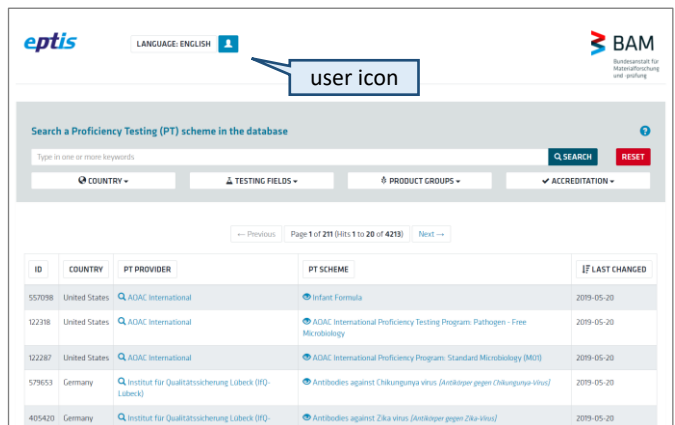 eptis
LANGUAGE: ENGLISH
BAM
Bundesanstalt für
Materialforschung
und -prüfung
user icon
Search a Proficiency Testing (PT) scheme in the database
?
Type in one or more keywords
SEARCH
RESET
COUNTRY
TESTING FIELDS
PRODUCT GROUPS
ACCREDITATION
← Previous Page 1 of 211 (Hits 1 to 20 of 4213) Next →
ID COUNTRY PT PROVIDER PT SCHEME LAST CHANGED
557098 United States AOAC International Infant Formula 2019-05-20
122318 United States AOAC International AOAC International Proficiency Testing Program: Pathogen - Free 2019-05-20
Microbiology
122287 United States AOAC International AOAC International Proficiency Program: Standard Microbiology (M01) 2019-05-20
579653 Germany Institut für Qualitätssicherung Lübeck (IfQ- Antibodies against Chikungunya virus [Antikörper gegen Chikungunya-Virus] 2019-05-20
Lübeck)
405420 Germany Institut für Qualitätssicherung Lübeck (IfQ- Antibodies against Zika virus [Antikörper gegen Zika-Virus] 2019-05-20